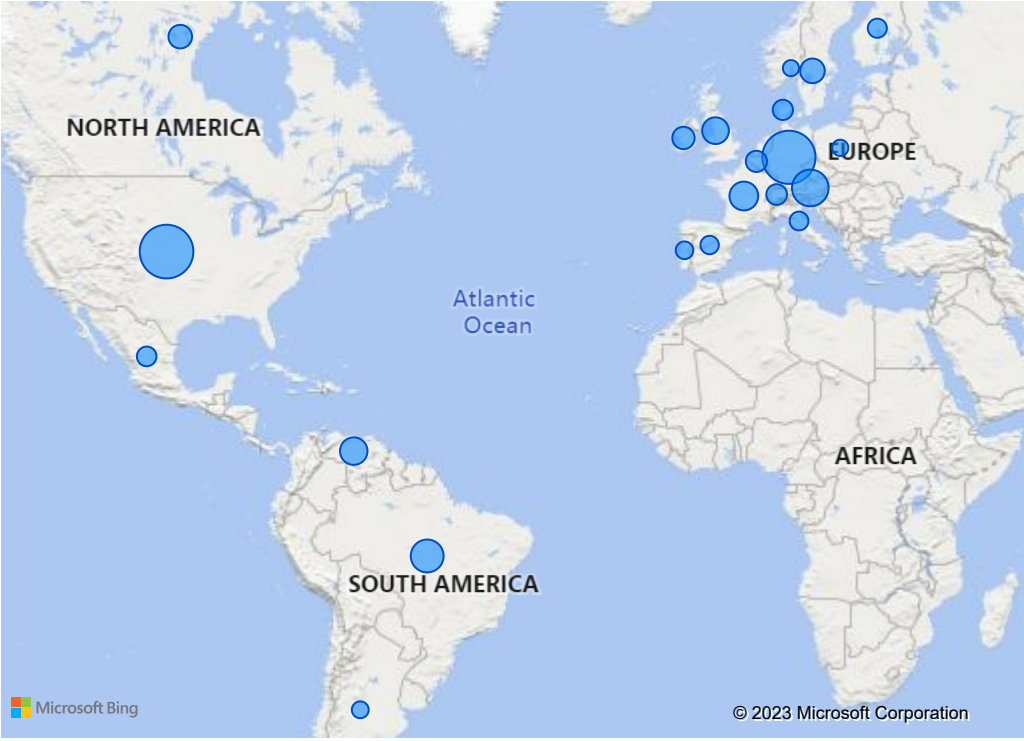 NORTH AMERICA
EUROPE
Atlantic
Ocean
AFRICA
SOUTH AMERICA
Microsoft Bing
© 2023 Microsoft Corporation